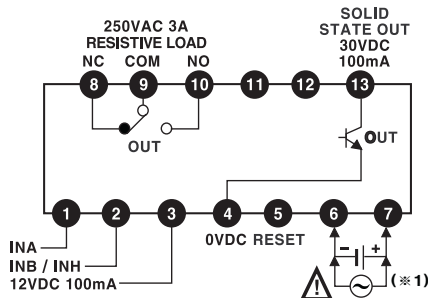 250VAC 3A
RESISTIVE LOAD
NC COM NO
SOLID
STATE OUT
30VDC
100mA
8 9 10 11 12 13
OUT
OUT
1 2 3 4 5 6 7
0VDC RESET
INA
INB / INH
12VDC 100mA
- +
! (※1)